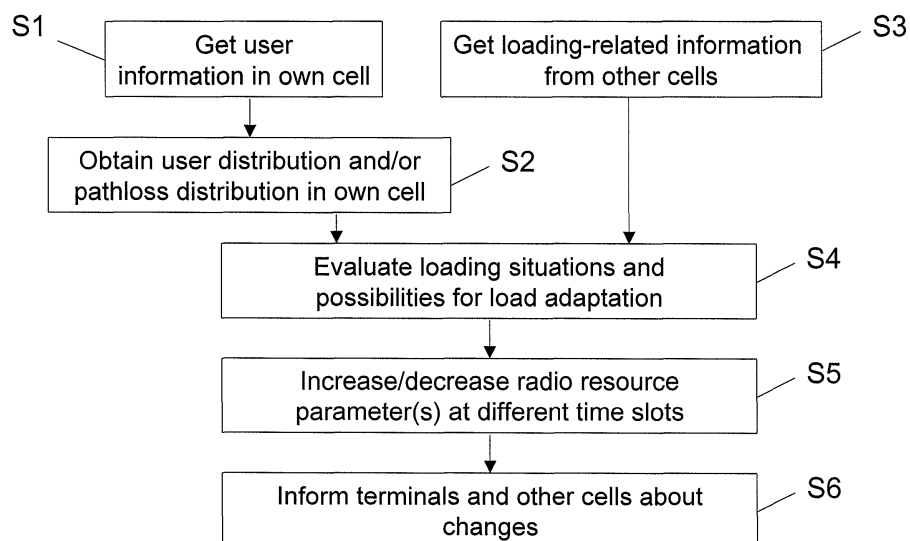 S1
Get user
information in own cell
Get loading-related information
from other cells
S3
Obtain user distribution and/or
pathloss distribution in own cell
S2
Evaluate loading situations and
possibilities for load adaptation
S4
Increase/decrease radio resource
parameter(s) at different time slots
S5
Inform terminals and other cells about
changes
S6